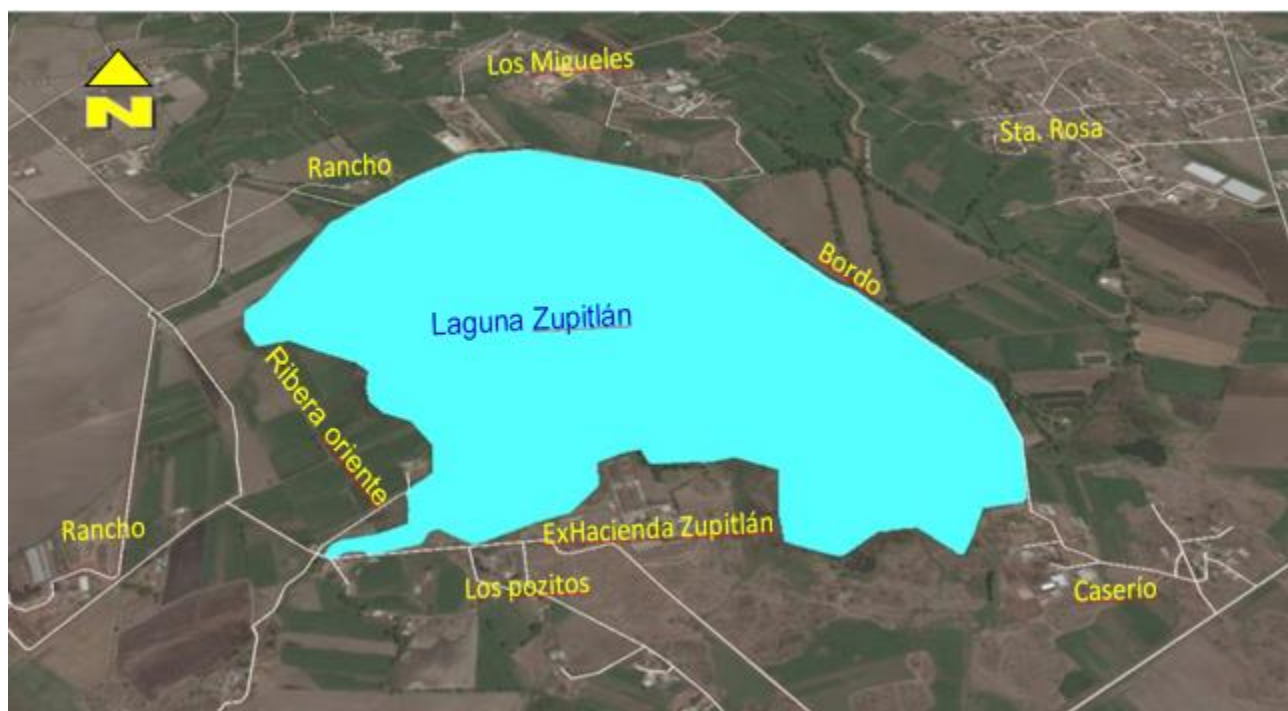 Los Migueles
N
Sta. Rosa
Rancho
Bordo
Laguna Zupitlán
Ribera oriente
Rancho
ExHacienda Zupitlán
Los pozitos
Caserío